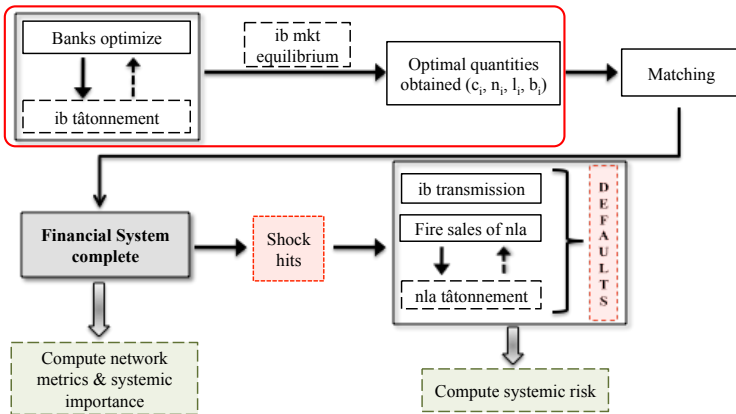 Banks optimize
ib tâtonnement
ib mkt
equilibrium
Optimal quantities
obtained (cᵢ, nᵢ, lᵢ, bᵢ)
Matching
Financial System
complete
Shock
hits
ib transmission
Fire sales of nla
nla tâtonnement
DEFAULTS
Compute network
metrics & systemic
importance
Compute systemic risk